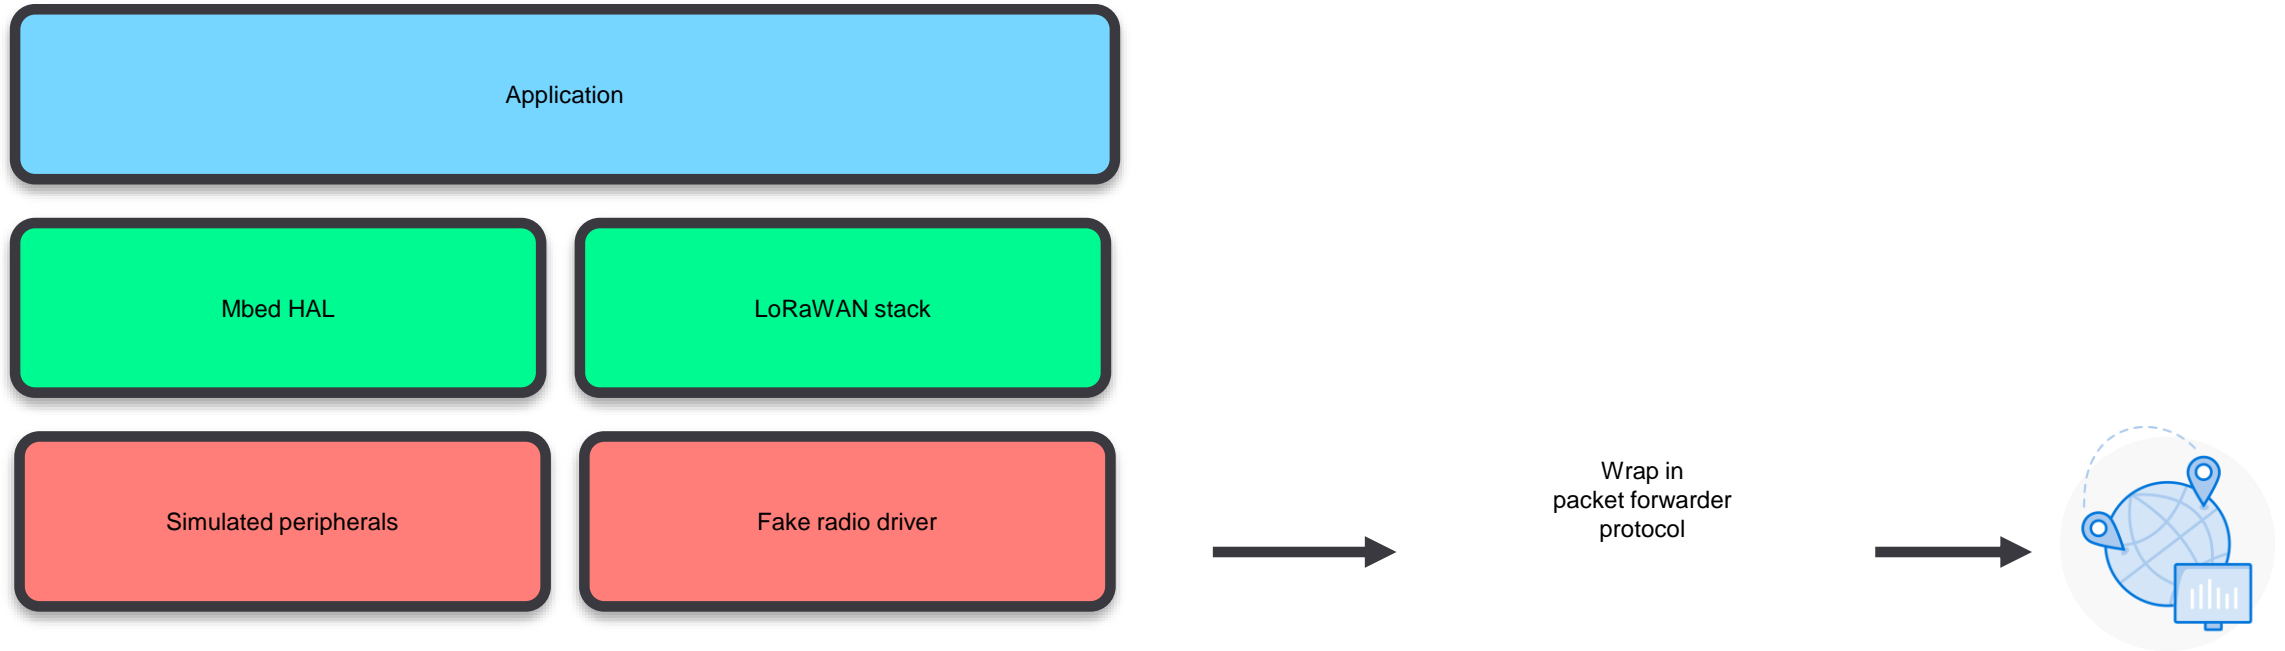 Application
Mbed HAL
LoRaWAN stack
Simulated peripherals
Fake radio driver
Wrap in
packet forwarder
protocol